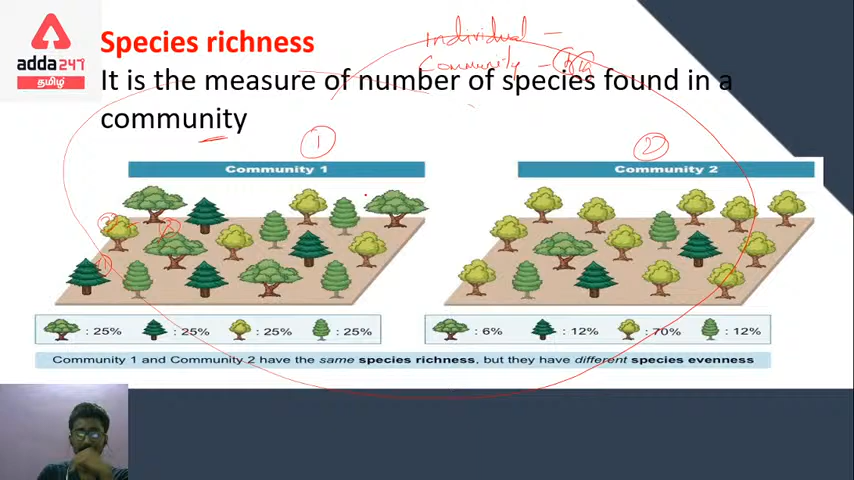 Species richness
Individual -
Community -
adda247
தமிழ்
It is the measure of number of species found in a
community
1
2
Community 1
Community 2
: 25% : 25% : 25% : 25%
: 6% : 12% : 70% : 12%
Community 1 and Community 2 have the same species richness, but they have different species evenness